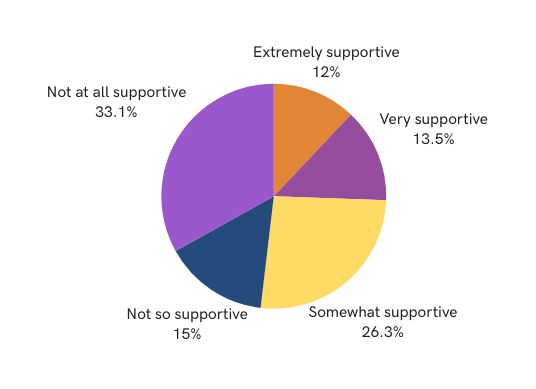 Extremely supportive
12%
Not at all supportive
33.1%
Very supportive
13.5%
Not so supportive
15%
Somewhat supportive
26.3%